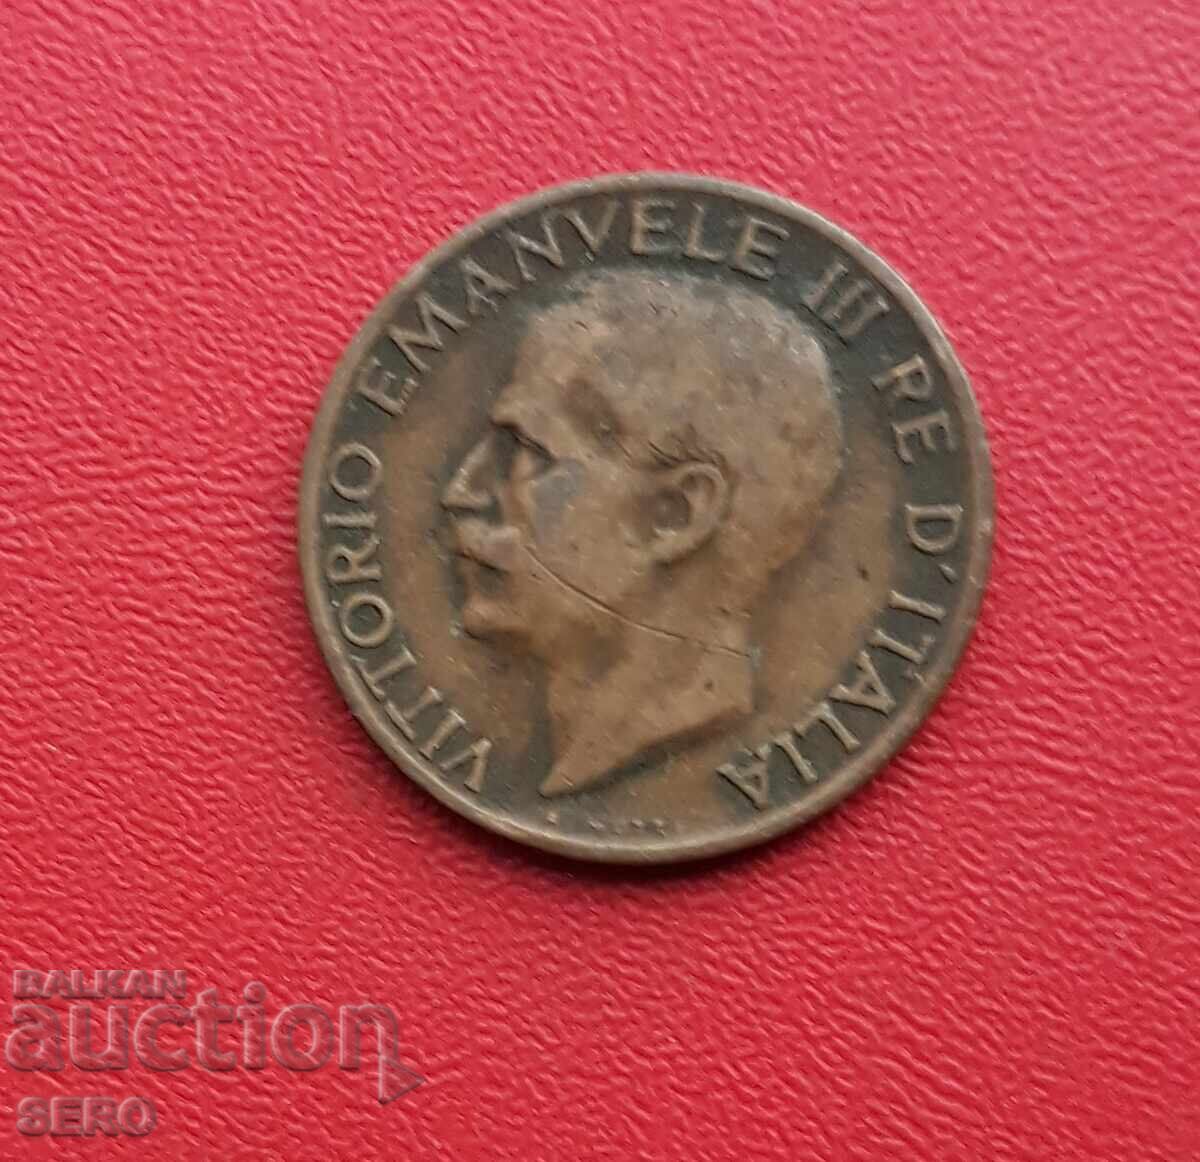 VITTORIO EMANVELE III RE D'ITALIA
BALKAN
auction
SERO